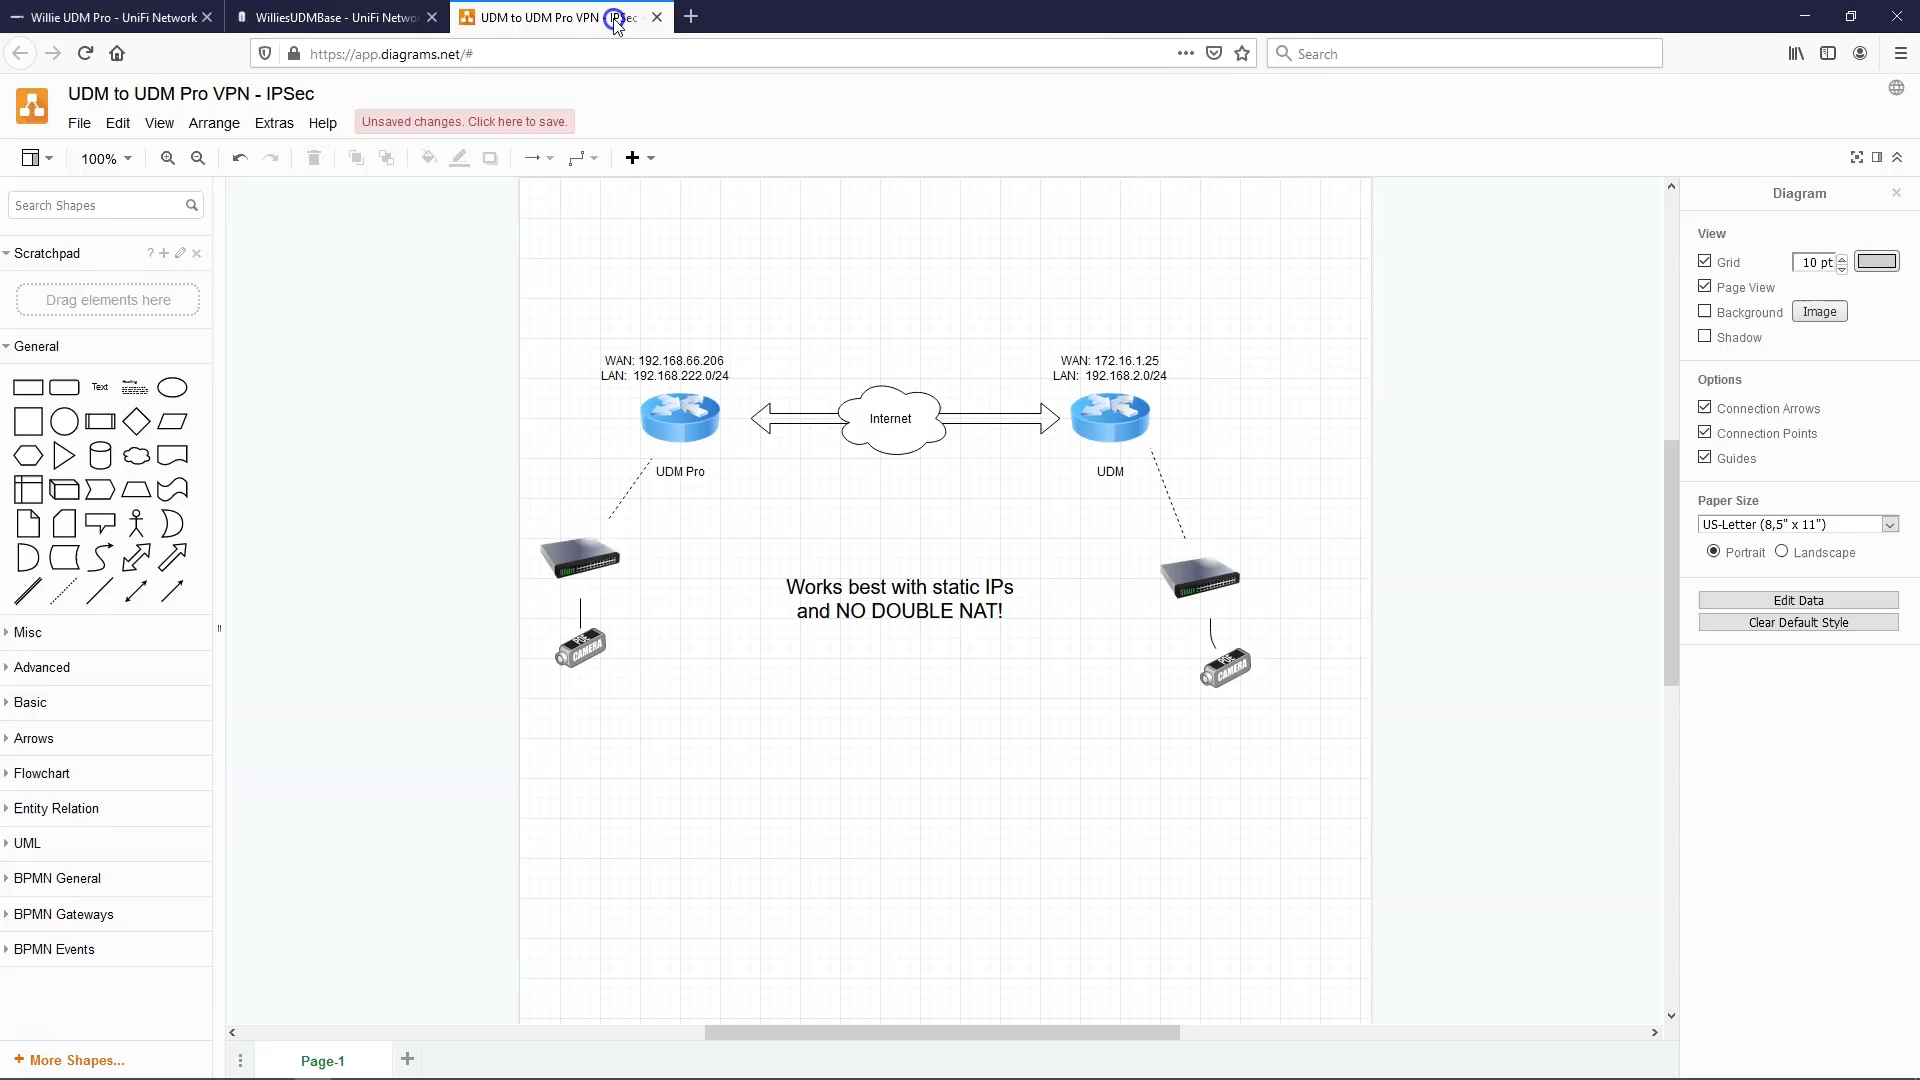 Willie UDM Pro - UniFi Network
WilliesUDMBase - UniFi Netwo
UDM to UDM Pro VPN - IPSec
https://app.diagrams.net/#
Search
UDM to UDM Pro VPN - IPSec
File Edit View Arrange Extras Help
Unsaved changes. Click here to save.
100%
Search Shapes
Scratchpad
?
Drag elements here
General
Text
Heading
Misc
Advanced
Basic
Arrows
Flowchart
Entity Relation
UML
BPMN General
BPMN Gateways
BPMN Events
+ More Shapes...
WAN: 192.168.66.206
LAN: 192.168.222.0/24
UDM Pro
Internet
WAN: 172.16.1.25
LAN: 192.168.2.0/24
UDM
Works best with static IPs
and NO DOUBLE NAT!
POE
CAMERA
POE
CAMERA
Page-1
Diagram
View
Grid
10 pt
Page View
Background
Image
Shadow
Options
Connection Arrows
Connection Points
Guides
Paper Size
US-Letter (8,5" x 11")
Portrait
Landscape
Edit Data
Clear Default Style